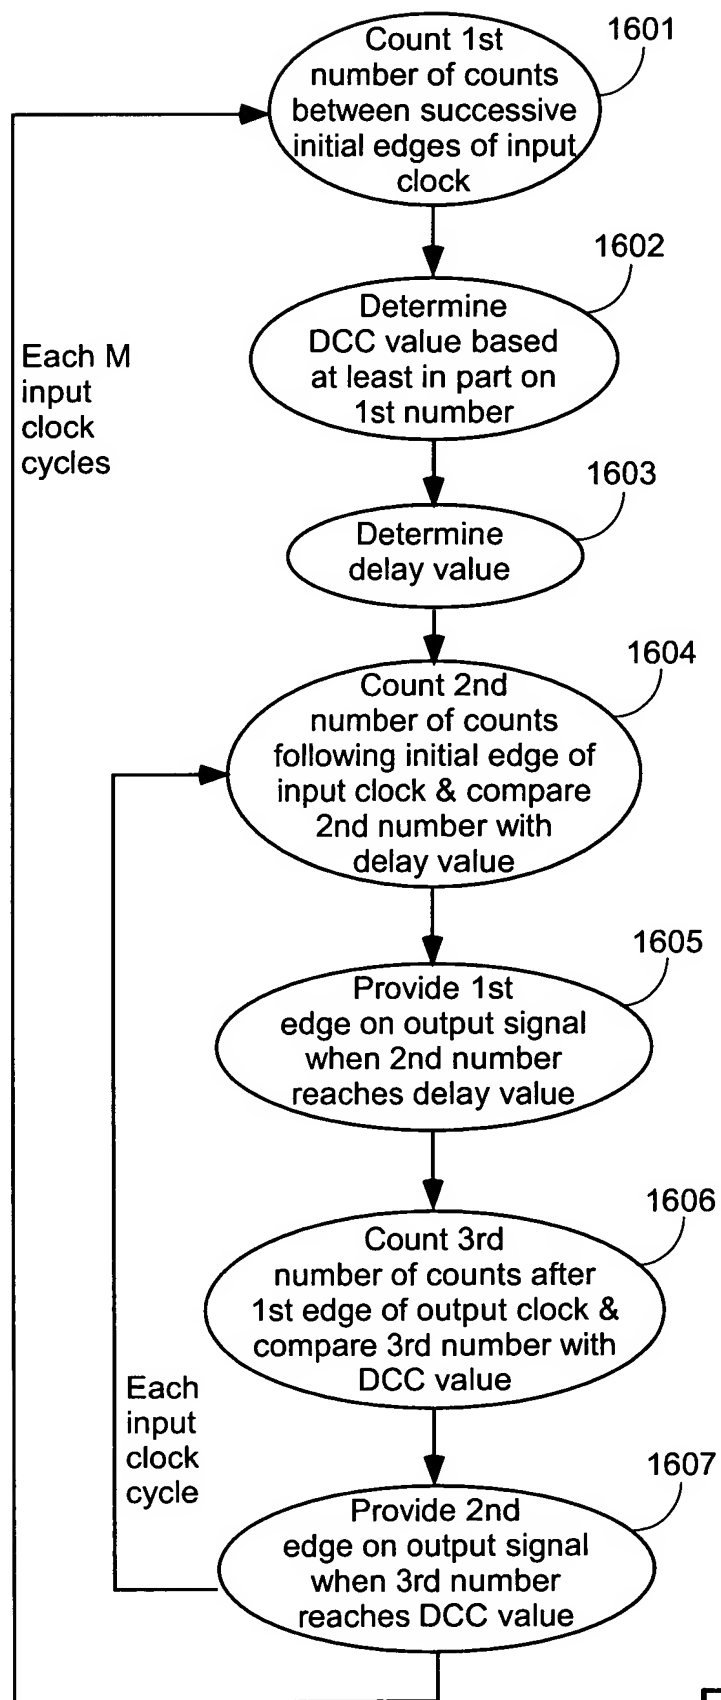 Count 1st
number of counts
between successive
initial edges of input
clock
1601
Determine
DCC value based
at least in part on
1st number
1602
Each M
input
clock
cycles
Determine
delay value
1603
Count 2nd
number of counts
following initial edge of
input clock & compare
2nd number with
delay value
1604
Provide 1st
edge on output signal
when 2nd number
reaches delay value
1605
Count 3rd
number of counts after
1st edge of output clock &
compare 3rd number with
DCC value
1606
Each
input
clock
cycle
Provide 2nd
edge on output signal
when 3rd number
reaches DCC value
1607